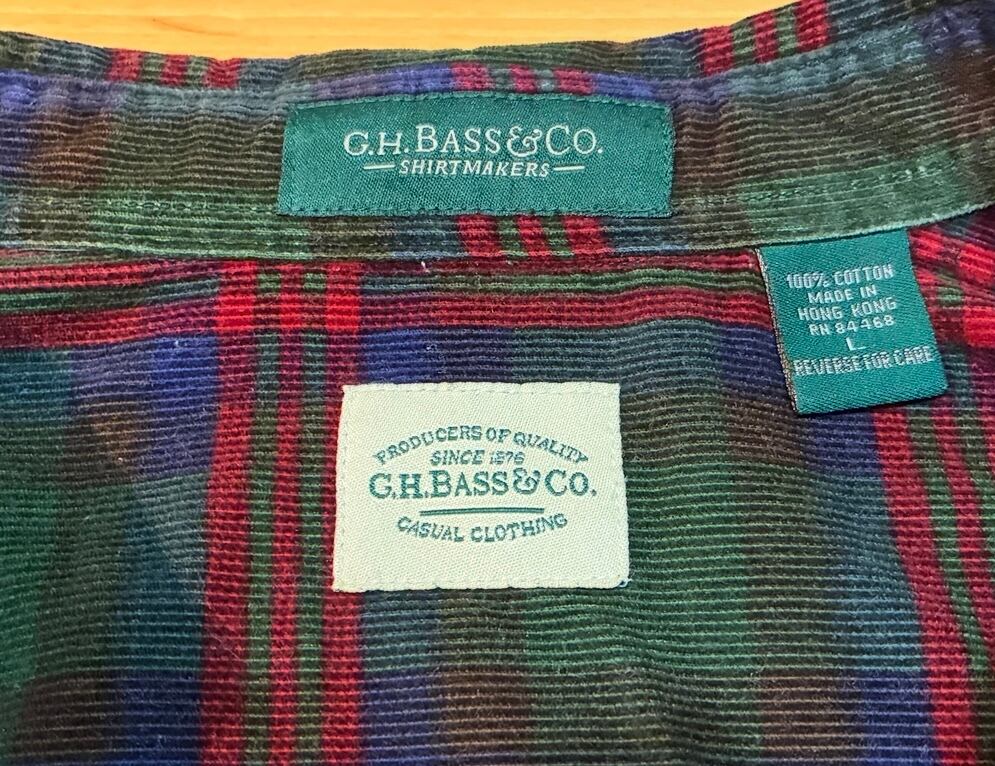 G.H. BASS & CO.
SHIRTMAKERS
100% COTTON
MADE IN
HONG KONG
RN 84468
L
REVERSE FOR CARE
PRODUCERS OF QUALITY
SINCE 1876
G.H. BASS & CO.
CASUAL CLOTHING